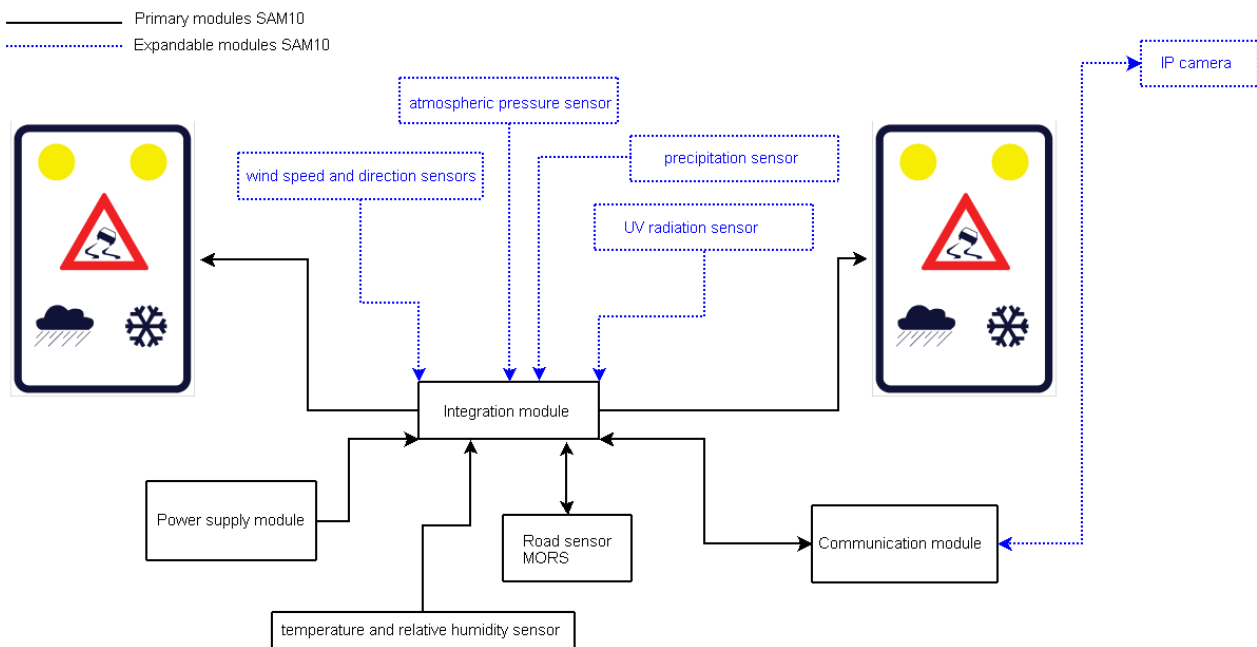 Primary modules SAM10
Expandable modules SAM10
IP camera
atmospheric pressure sensor
precipitation sensor
wind speed and direction sensors
UV radiation sensor
Integration module
Power supply module
Road sensor
MORS
Communication module
temperature and relative humidity sensor